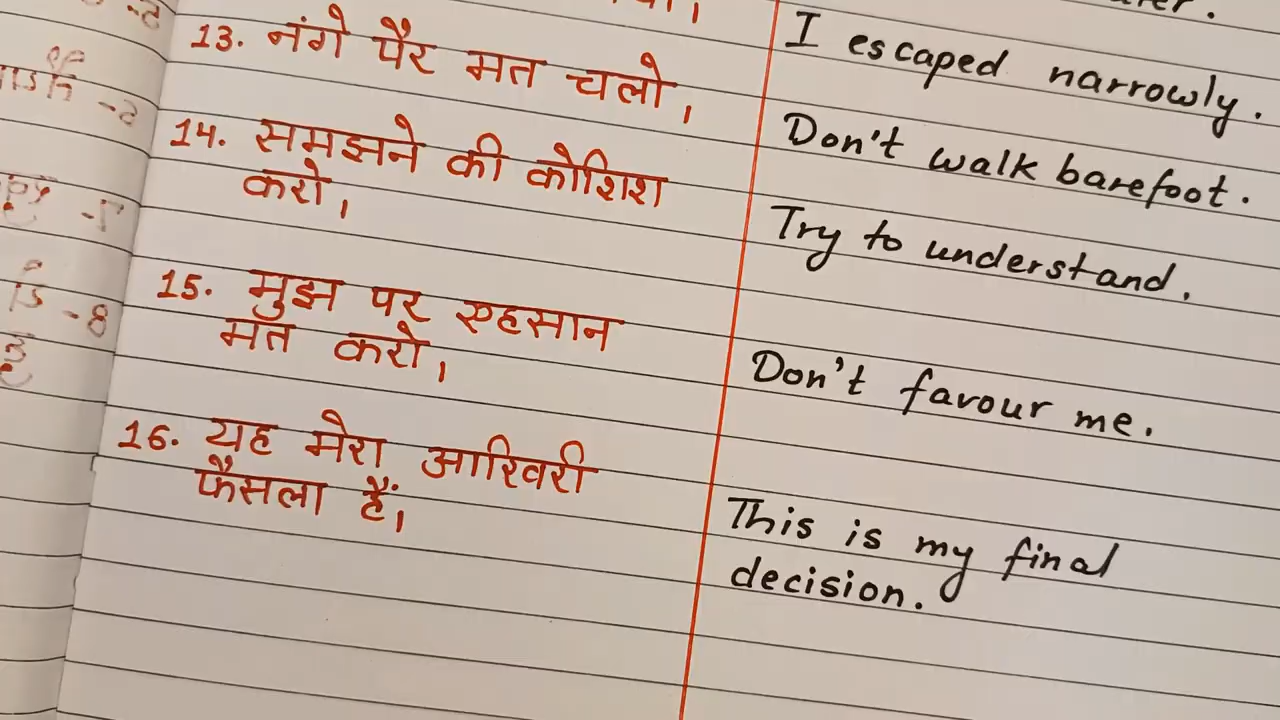 13. नंगे पैर मत चलो।
I escaped narrowly.
14. समझने की कोशिश
करो।
Don't walk barefoot.
Try to understand.
15. मुझ पर एहसान
मत करो।
Don't favour me.
16. यह मेरा आखिरी
फैसला हैं।
This is my final
decision.